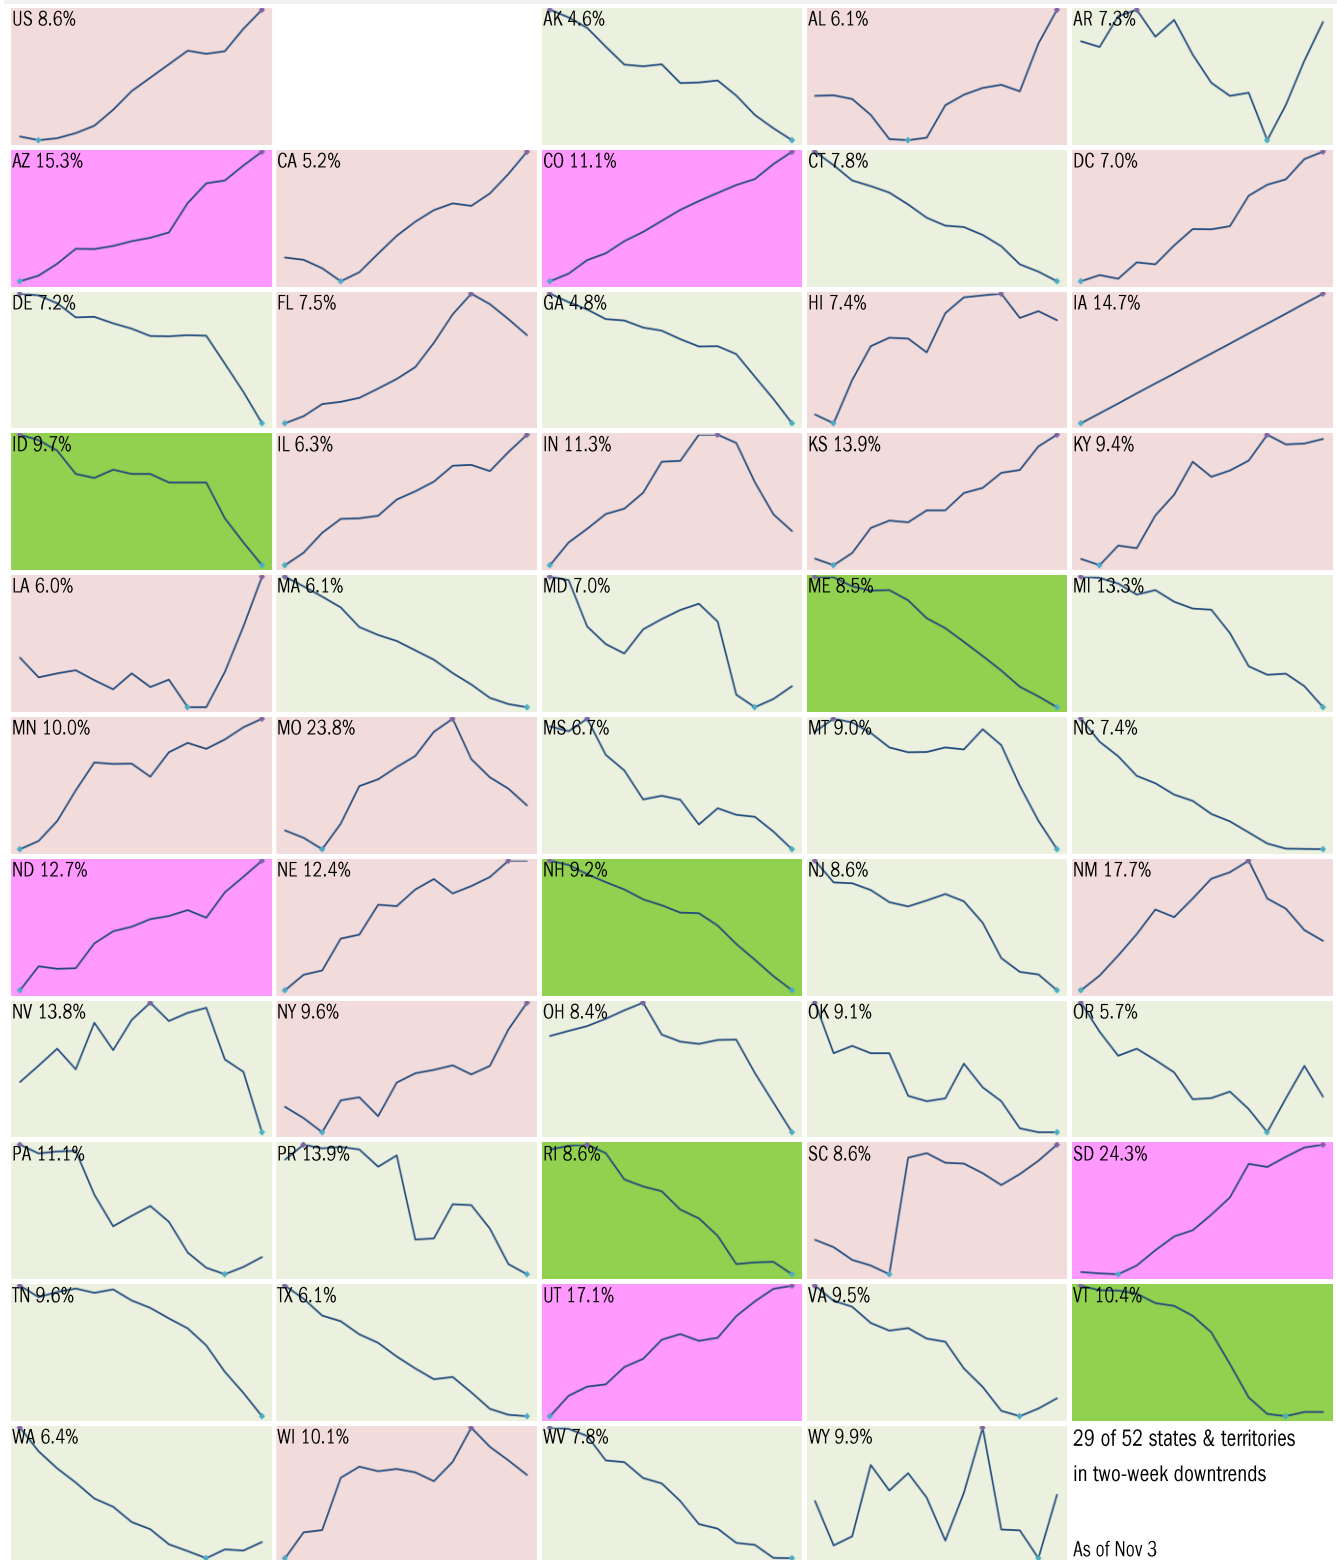 US 8.6%
AK 4.6%
AL 6.1%
AR 7.3%
AZ 15.3%
CA 5.2%
CO 11.1%
CT 7.8%
DC 7.0%
DE 7.2%
FL 7.5%
GA 4.8%
HI 7.4%
IA 14.7%
ID 9.7%
IL 6.3%
IN 11.3%
KS 13.9%
KY 9.4%
LA 6.0%
MA 6.1%
MD 7.0%
ME 8.5%
MI 13.3%
MN 10.0%
MO 23.8%
MS 6.7%
MT 9.0%
NC 7.4%
ND 12.7%
NE 12.4%
NH 9.2%
NJ 8.6%
NM 17.7%
NV 13.8%
NY 9.6%
OH 8.4%
OK 9.1%
OR 5.7%
PA 11.1%
PR 13.9%
RI 8.6%
SC 8.6%
SD 24.3%
TN 9.6%
TX 6.1%
UT 17.1%
VA 9.5%
VT 10.4%
WA 6.4%
WI 10.1%
WV 7.8%
WY 9.9%
29 of 52 states & territories
in two-week downtrends
As of Nov 3